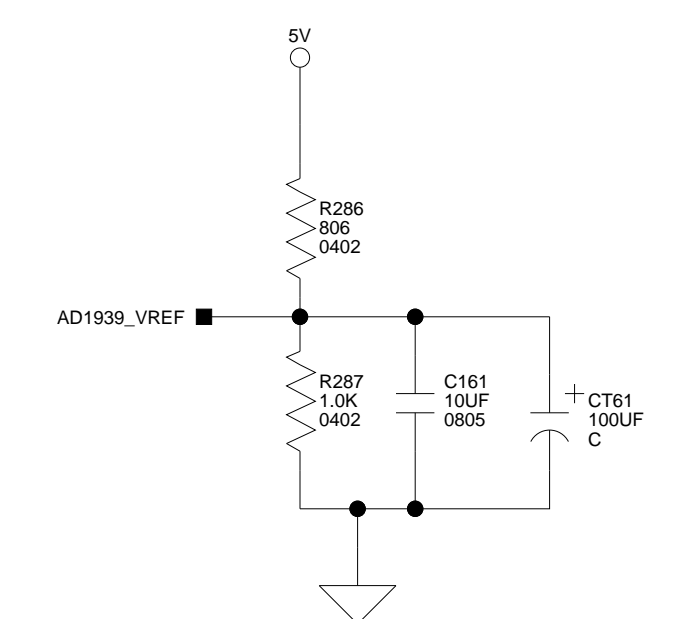 5V
R286
806
0402
AD1939_VREF
R287
1.0K
0402
C161
10UF
0805
CT61
100UF
C